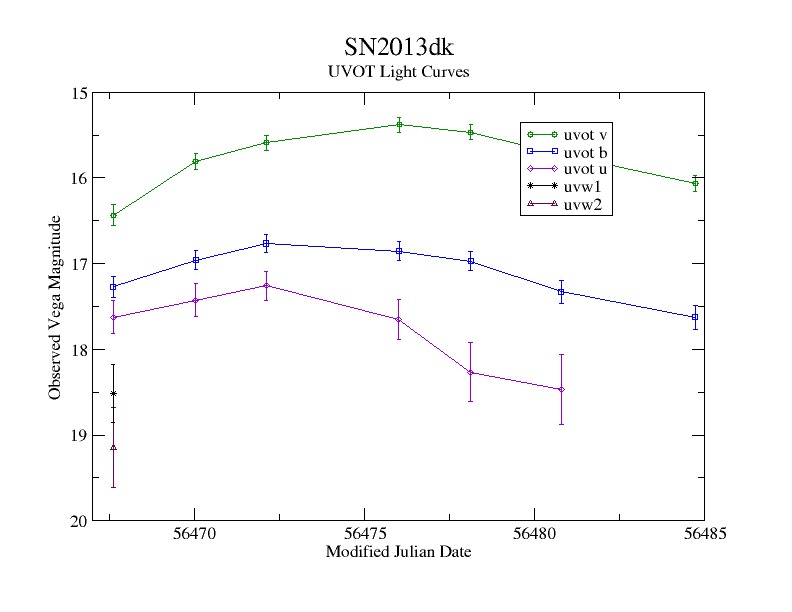 SN2013dk
UVOT Light Curves
15
16
17
18
19
20
Observed Vega Magnitude
uvot v
uvot b
uvot u
uvw1
uvw2
56470
56475
56480
56485
Modified Julian Date